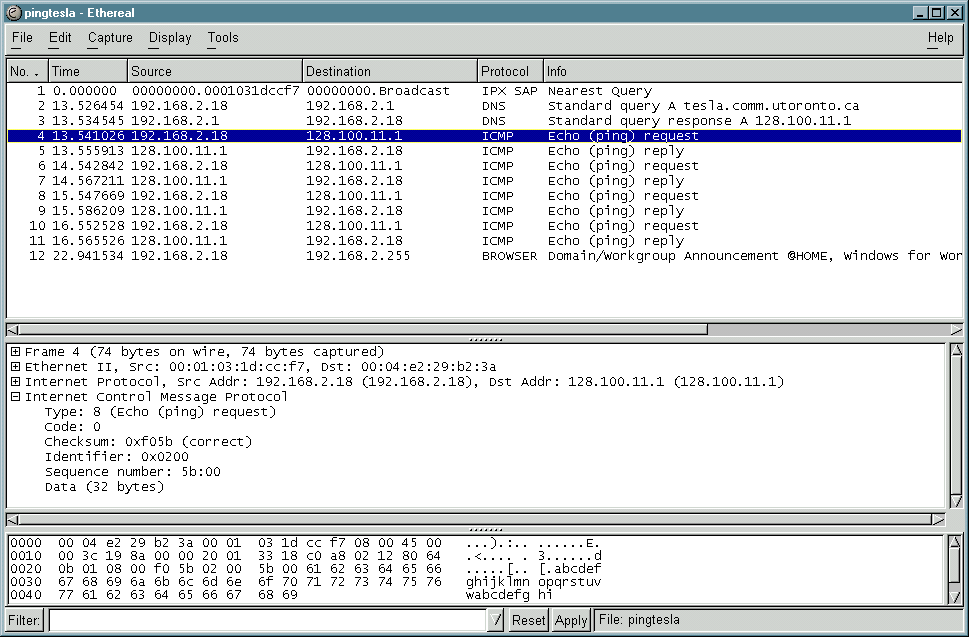 pingtesla - Ethereal
File Edit Capture Display Tools Help
No. Time Source Destination Protocol Info
1 0.000000 00000000.0001031dccf7 00000000.Broadcast IPX SAP Nearest Query
2 13.526454 192.168.2.18 192.168.2.1 DNS Standard query A tesla.comm.utoronto.ca
3 13.534545 192.168.2.1 192.168.2.18 DNS Standard query response A 128.100.11.1
4 13.541026 192.168.2.18 128.100.11.1 ICMP Echo (ping) request
5 13.555913 128.100.11.1 192.168.2.18 ICMP Echo (ping) reply
6 14.542842 192.168.2.18 128.100.11.1 ICMP Echo (ping) request
7 14.567211 128.100.11.1 192.168.2.18 ICMP Echo (ping) reply
8 15.547669 192.168.2.18 128.100.11.1 ICMP Echo (ping) request
9 15.586209 128.100.11.1 192.168.2.18 ICMP Echo (ping) reply
10 16.552528 192.168.2.18 128.100.11.1 ICMP Echo (ping) request
11 16.565526 128.100.11.1 192.168.2.18 ICMP Echo (ping) reply
12 22.941534 192.168.2.18 192.168.2.255 BROWSER Domain/Workgroup Announcement @HOME, Windows for Wor
Frame 4 (74 bytes on wire, 74 bytes captured)
Ethernet II, Src: 00:01:03:1d:cc:f7, Dst: 00:04:e2:29:b2:3a
Internet Protocol, Src Addr: 192.168.2.18 (192.168.2.18), Dst Addr: 128.100.11.1 (128.100.11.1)
Internet Control Message Protocol
Type: 8 (Echo (ping) request)
Code: 0
Checksum: 0xf05b (correct)
Identifier: 0x0200
Sequence number: 5b:00
Data (32 bytes)
0000 00 04 e2 29 b2 3a 00 01 03 1d cc f7 08 00 45 00 ...).:.. ......E.
0010 00 3c 19 8a 00 00 20 01 33 18 c0 a8 02 12 80 64 .<.... . 3......d
0020 0b 01 08 00 f0 5b 02 00 5b 00 61 62 63 64 65 66 .....[.. [.abcdef
0030 67 68 69 6a 6b 6c 6d 6e 6f 70 71 72 73 74 75 76 ghijklmn opqrstuv
0040 77 61 62 63 64 65 66 67 68 69 wabcdefg hi
Filter: Reset Apply File: pingtesla